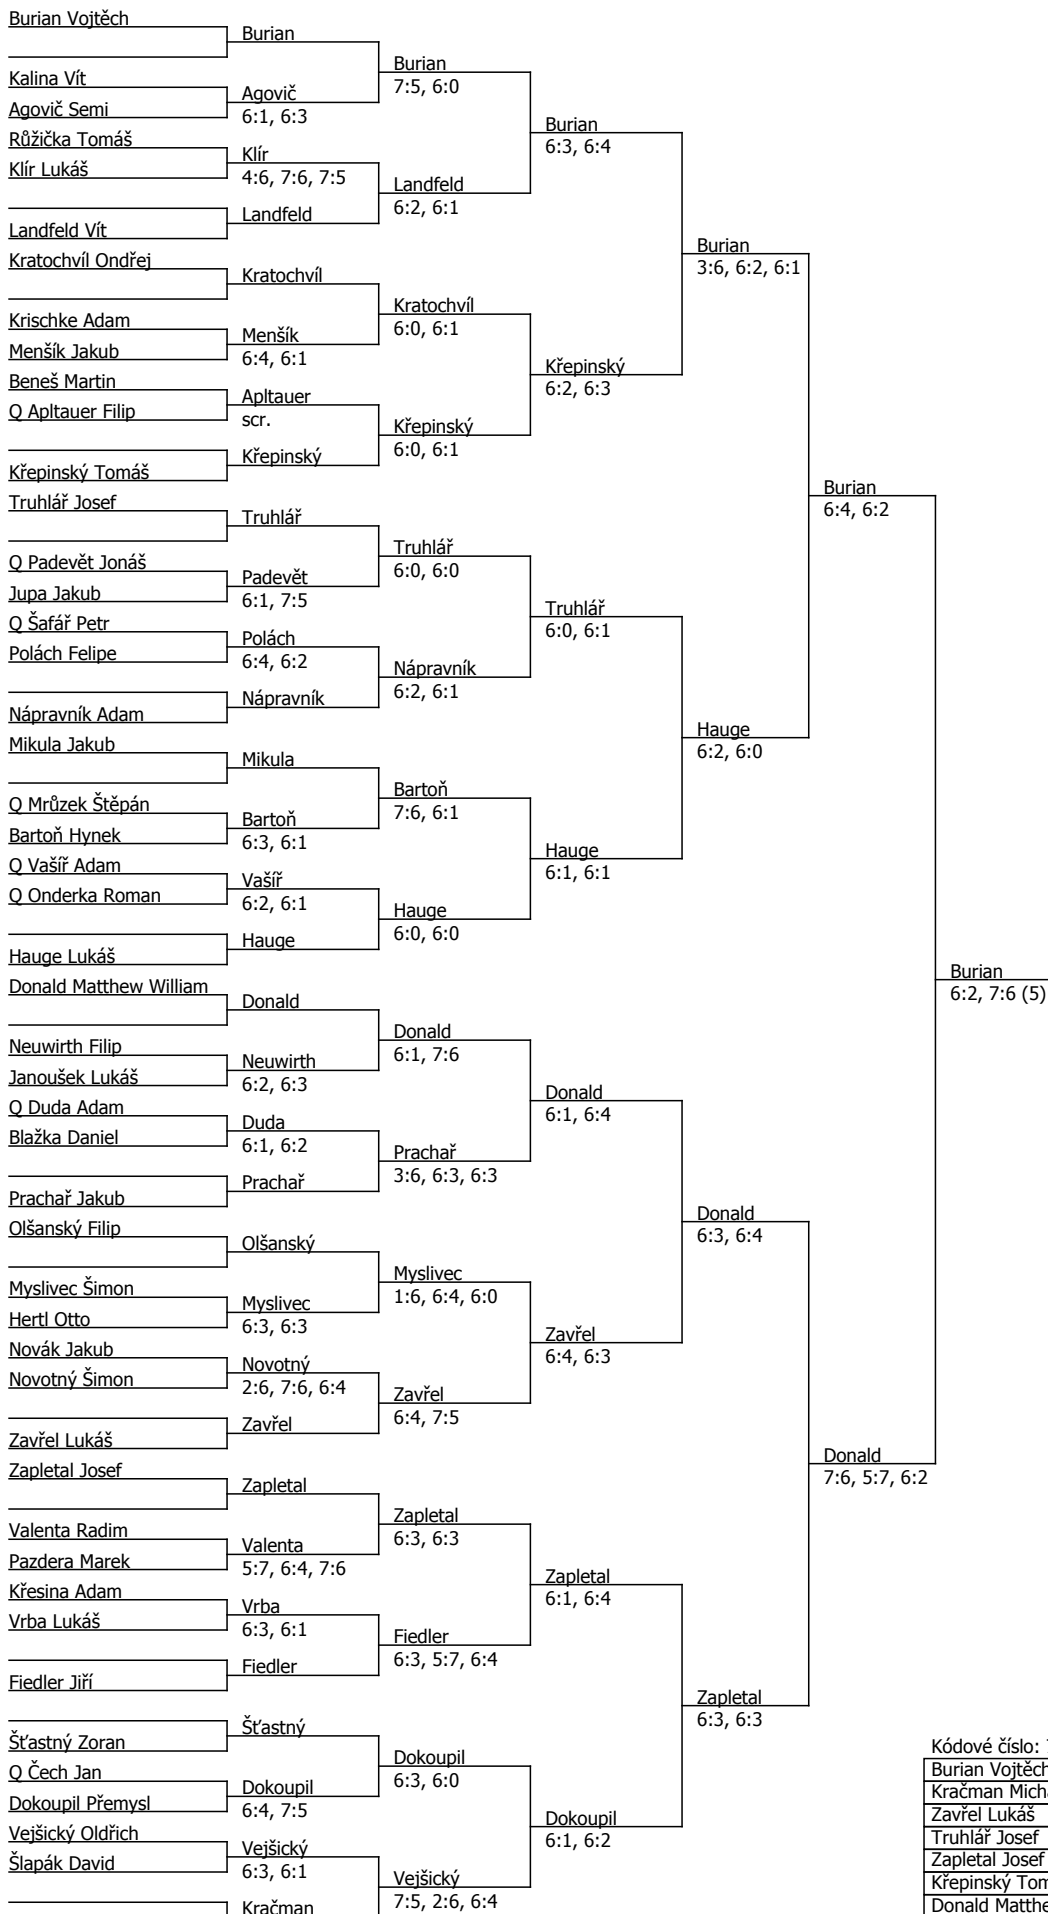 Burian Vojtěch
Kalina Vít
Agovič Semi
Růžička Tomáš
Klír Lukáš
Landfeld Vít
Kratochvíl Ondřej
Krischke Adam
Menšík Jakub
Beneš Martin
Q Apltauer Filip
Křepinský Tomáš
Truhlář Josef
Q Padevět Jonáš
Jupa Jakub
Q Šafář Petr
Polách Felipe
Nápravník Adam
Mikula Jakub
Q Mrůzek Štěpán
Bartoň Hynek
Q Vašíř Adam
Q Onderka Roman
Hauge Lukáš
Donald Matthew William
Neuwirth Filip
Janoušek Lukáš
Q Duda Adam
Blažka Daniel
Prachař Jakub
Olšanský Filip
Myslivec Šimon
Hertl Otto
Novák Jakub
Novotný Šimon
Zavřel Lukáš
Zapletal Josef
Valenta Radim
Pazdera Marek
Křesina Adam
Vrba Lukáš
Fiedler Jiří
Šťastný Zoran
Q Čech Jan
Dokoupil Přemysl
Vejšický Oldřich
Šlapák David
Burian
Agovič
6:1, 6:3
Klír
4:6, 7:6, 7:5
Landfeld
Kratochvíl
Menšík
6:4, 6:1
Apltauer
scr.
Křepinský
Truhlář
Padevět
6:1, 7:5
Polách
6:4, 6:2
Nápravník
Mikula
Bartoň
6:3, 6:1
Vašíř
6:2, 6:1
Hauge
Donald
Neuwirth
6:2, 6:3
Duda
6:1, 6:2
Prachař
Olšanský
Myslivec
6:3, 6:3
Novotný
2:6, 7:6, 6:4
Zavřel
Zapletal
Valenta
5:7, 6:4, 7:6
Vrba
6:3, 6:1
Fiedler
Šťastný
Dokoupil
6:4, 7:5
Vejšický
6:3, 6:1
Kračman
Burian
7:5, 6:0
Landfeld
6:2, 6:1
Kratochvíl
6:0, 6:1
Křepinský
6:0, 6:1
Truhlář
6:0, 6:0
Nápravník
6:2, 6:1
Bartoň
7:6, 6:1
Hauge
6:0, 6:0
Donald
6:1, 7:6
Prachař
3:6, 6:3, 6:3
Myslivec
1:6, 6:4, 6:0
Zavřel
6:4, 7:5
Zapletal
6:3, 6:3
Fiedler
6:3, 5:7, 6:4
Dokoupil
6:3, 6:0
Vejšický
7:5, 2:6, 6:4
Burian
6:3, 6:4
Křepinský
6:2, 6:3
Truhlář
6:0, 6:1
Hauge
6:1, 6:1
Donald
6:1, 6:4
Zavřel
6:4, 6:3
Zapletal
6:1, 6:4
Dokoupil
6:1, 6:2
Burian
3:6, 6:2, 6:1
Hauge
6:2, 6:0
Donald
6:3, 6:4
Zapletal
6:3, 6:3
Burian
6:4, 6:2
Donald
7:6, 5:7, 6:2
Burian
6:2, 7:6 (5)
Kódové číslo:
Burian Vojtěch
Kračman
Zavřel Lukáš
Truhlář Josef
Zapletal Josef
Křepinský
Donald